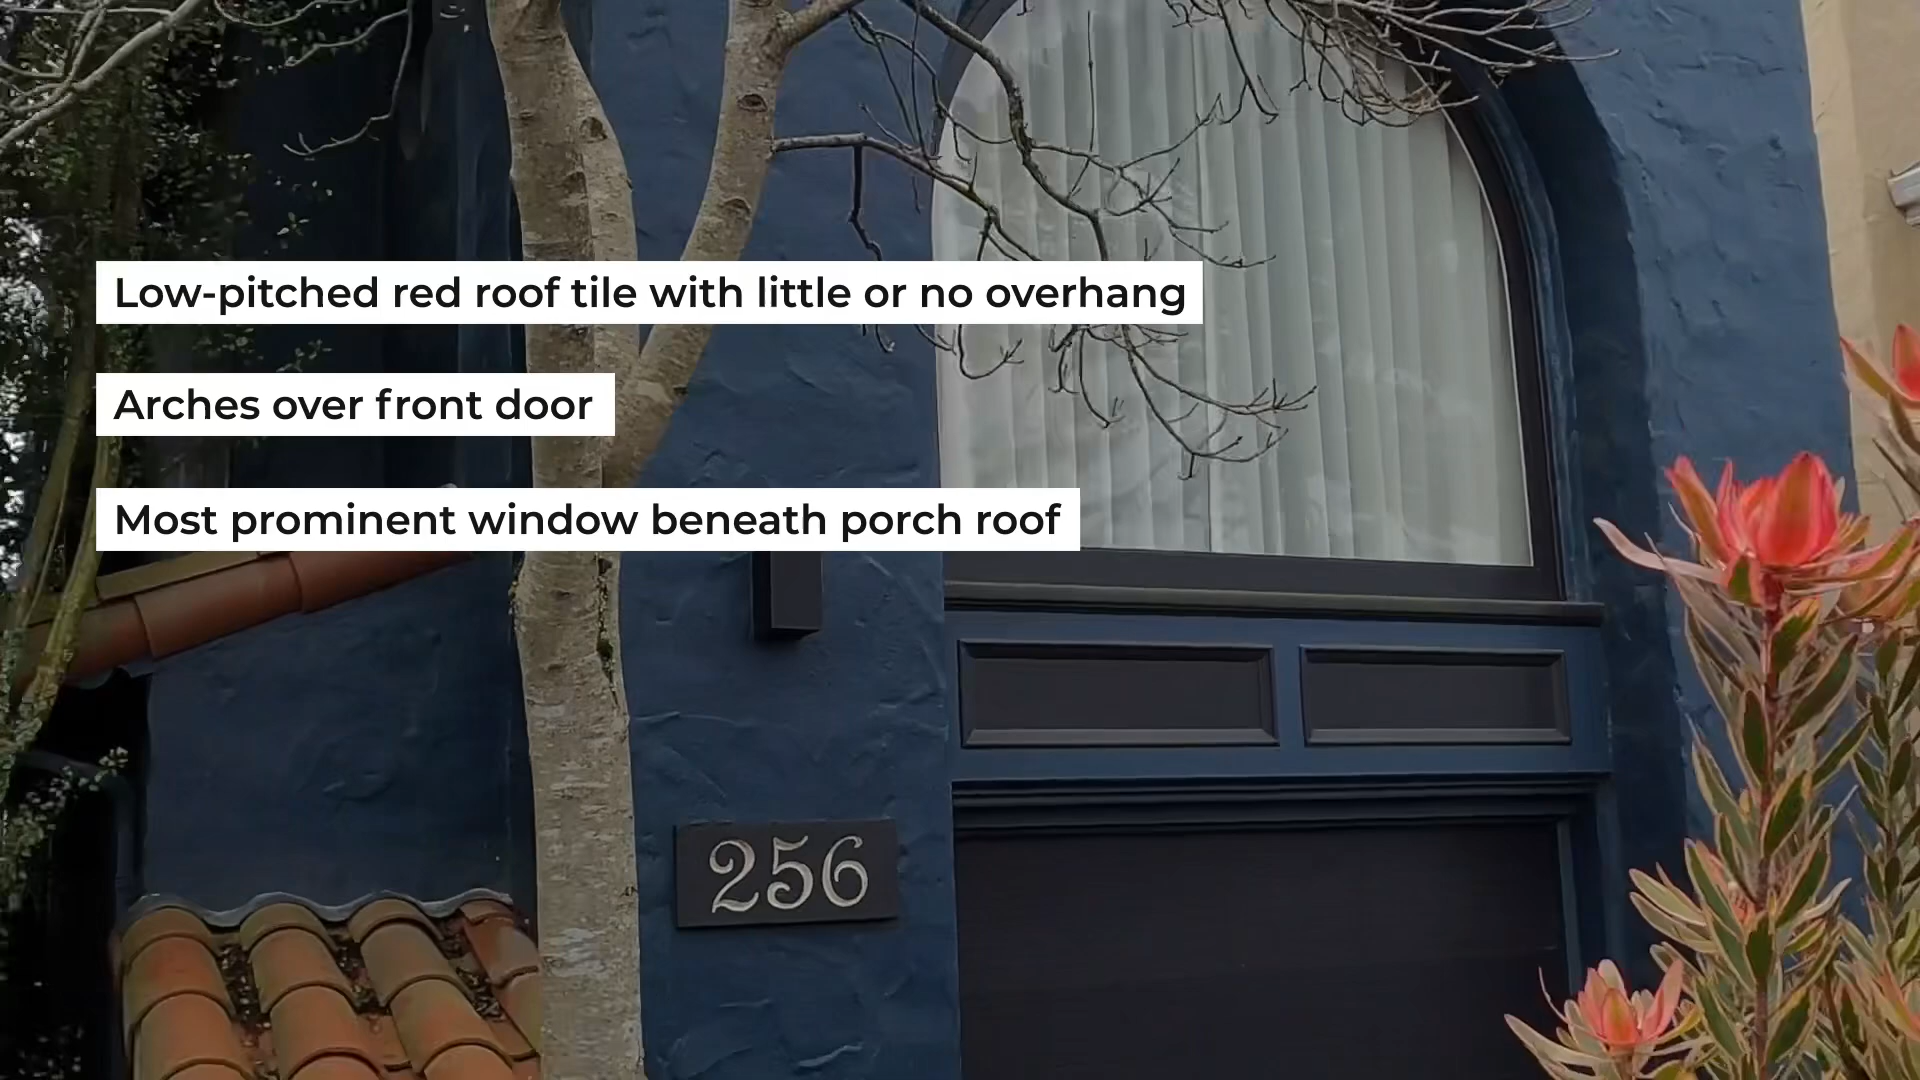 Low-pitched red roof tile with little or no overhang
Arches over front door
Most prominent window beneath porch roof
256